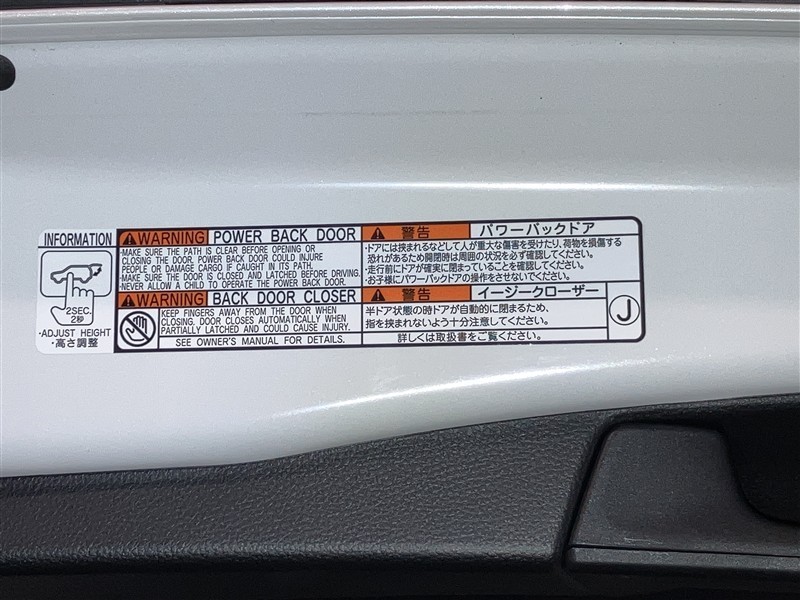 INFORMATION
2SEC.
2秒
·ADJUST HEIGHT
·高さ調整
WARNING POWER BACK DOOR
·MAKE SURE THE PATH IS CLEAR BEFORE OPENING OR
CLOSING THE DOOR. POWER BACK DOOR COULD INJURE
PEOPLE OR DAMAGE CARGO IF CAUGHT IN ITS PATH.
·MAKE SURE THE DOOR IS CLOSED AND LATCHED BEFORE DRIVING.
·NEVER ALLOW A CHILD TO OPERATE THE POWER BACK DOOR.
WARNING BACK DOOR CLOSER
KEEP FINGERS AWAY FROM THE DOOR WHEN
CLOSING. DOOR CLOSES AUTOMATICALLY WHEN
PARTIALLY LATCHED AND COULD CAUSE INJURY.
SEE OWNER'S MANUAL FOR DETAILS.
警告 パワーバックドア
·ドアには挟まれるなどして人が重大な傷害を受けたり、荷物を損傷する
恐れがあるため開閉時は周囲の状況を必ず確認してください。
·走行前にドアが確実に閉まっていることを確認してください。
·お子様にパワーバックドアの操作をさせないでください。
警告 イージークローザー
半ドア状態の時ドアが自動的に閉まるため、
指を挟まれないよう十分注意してください。
詳しくは取扱書をご覧ください。
J